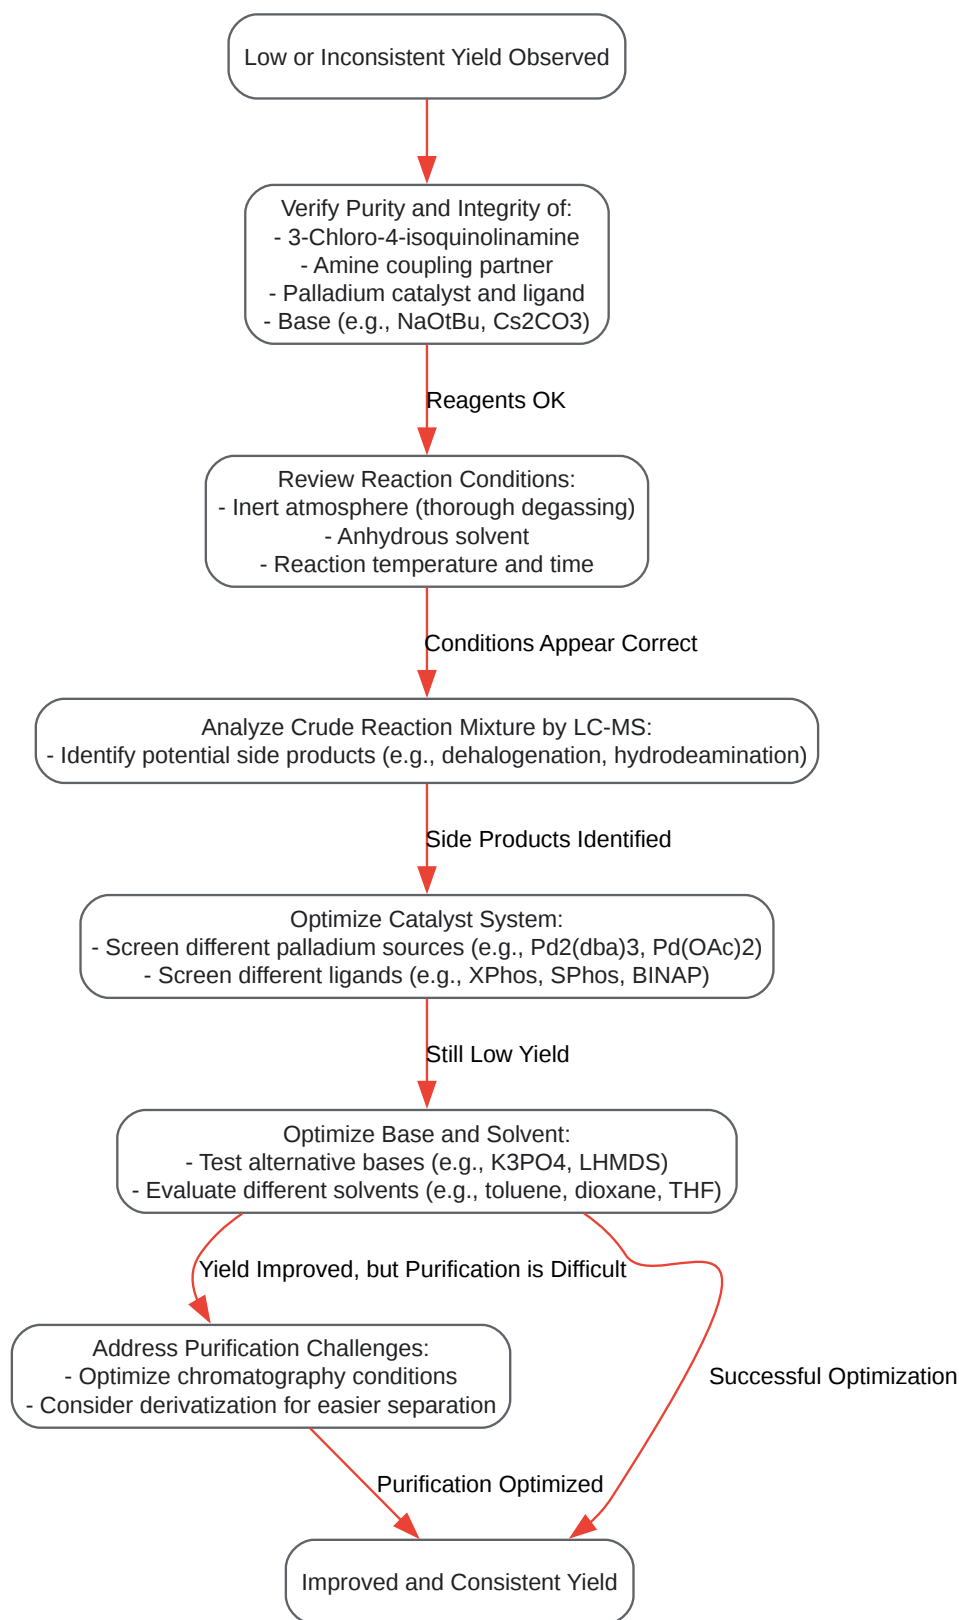 Low or Inconsistent Yield Observed
Verify Purity and Integrity of:
- 3-Chloro-4-isoquinolinamine
- Amine coupling partner
- Palladium catalyst and ligand
- Base (e.g., NaOtBu, Cs2CO3)
Reagents OK
Review Reaction Conditions:
- Inert atmosphere (thorough degassing)
- Anhydrous solvent
- Reaction temperature and time
Conditions Appear Correct
Analyze Crude Reaction Mixture by LC-MS:
- Identify potential side products (e.g., dehalogenation, hydrodeamination)
Side Products Identified
Optimize Catalyst System:
- Screen different palladium sources (e.g., Pd2(dba)3, Pd(OAc)2)
- Screen different ligands (e.g., XPhos, SPhos, BINAP)
Still Low Yield
Optimize Base and Solvent:
- Test alternative bases (e.g., K3PO4, LHMDS)
- Evaluate different solvents (e.g., toluene, dioxane, THF)
Yield Improved, but Purification is Difficult
Address Purification Challenges:
- Optimize chromatography conditions
- Consider derivatization for easier separation
Successful Optimization
Purification Optimized
Improved and Consistent Yield